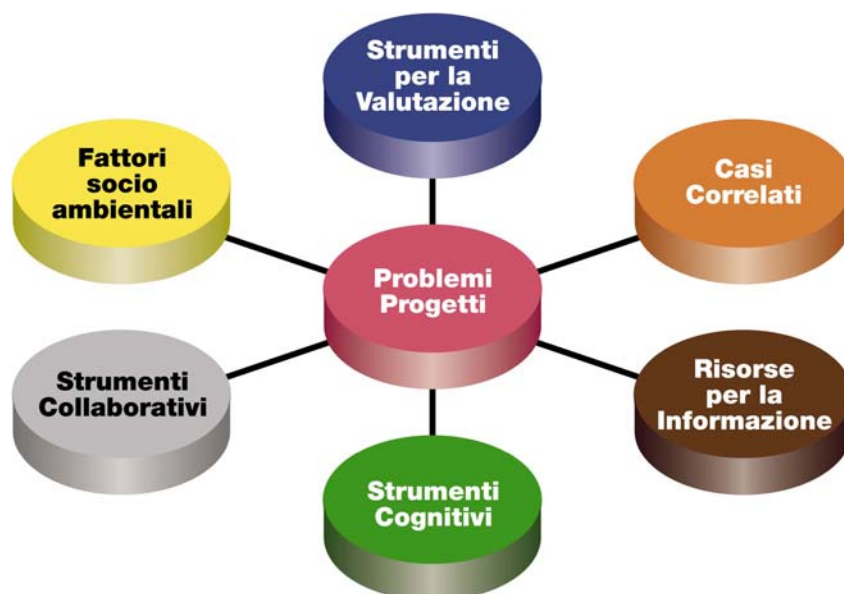 Strumenti
per la
Valutazione
Fattori
socio
ambientali
Casi
Correlati
Problemi
Progetti
Strumenti
Collaborativi
Risorse
per la
Informazione
Strumenti
Cognitivi